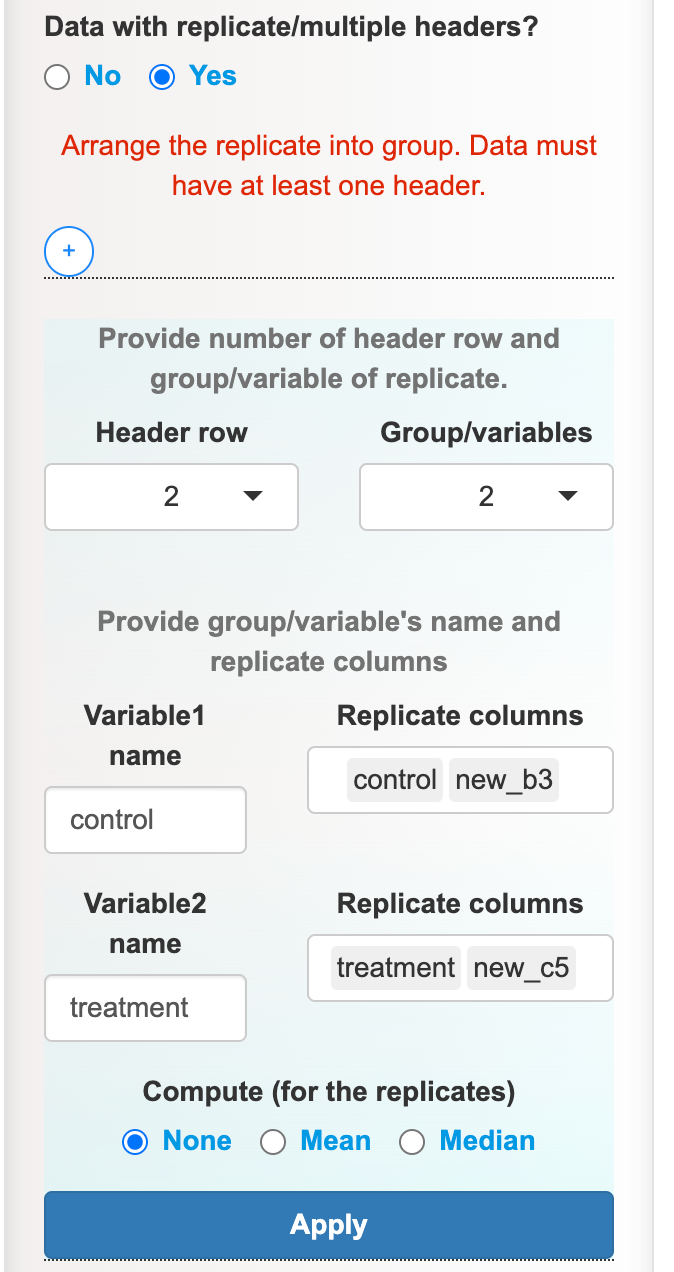 Data with replicate/multiple headers?
No Yes
Arrange the replicate into group. Data must
have at least one header.
+
Provide number of header row and
group/variable of replicate.
Header row Group/variables
2 2
Provide group/variable's name and
replicate columns
Variable1
name
Replicate columns
control
control new_b3
Variable2
name
Replicate columns
treatment
treatment new_c5
Compute (for the replicates)
None Mean Median
Apply